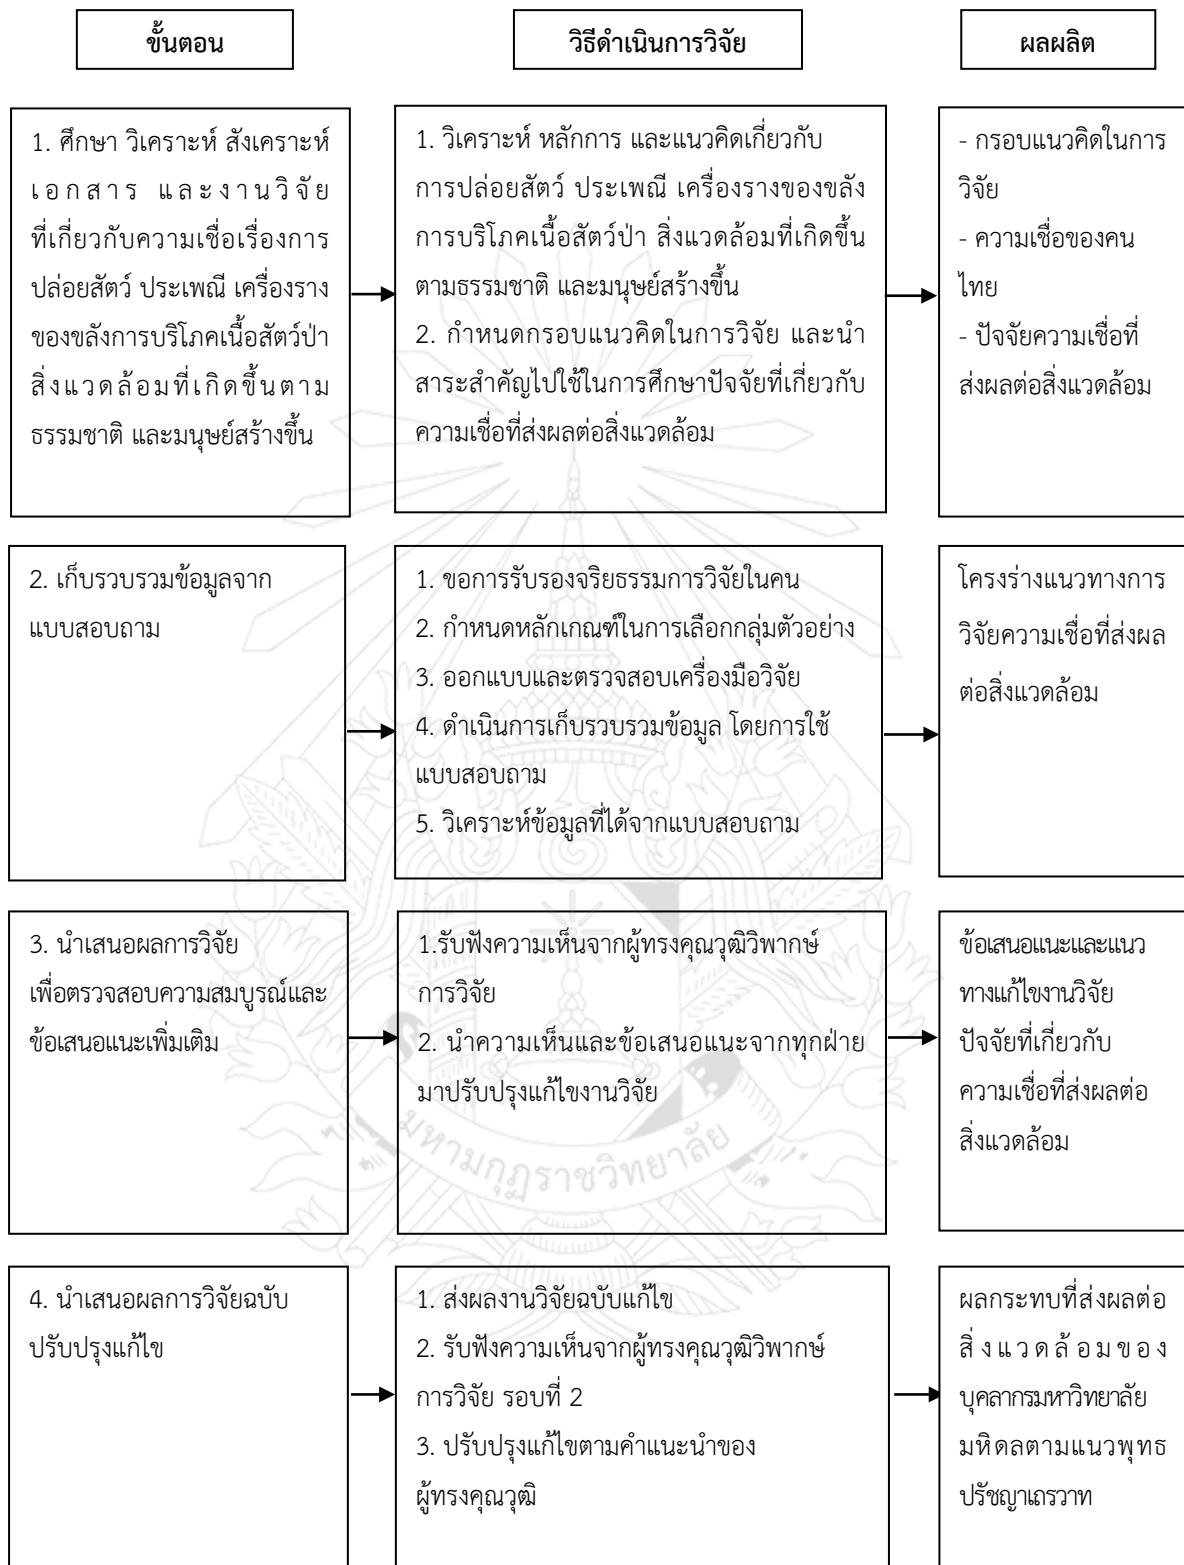 ขั้นตอน
วิธีดำเนินการวิจัย
ผลผลิต
1. ศึกษา วิเคราะห์ สังเคราะห์
เอกสาร และงานวิจัย
ที่เกี่ยวกับความเชื่อเรื่องการ
ปล่อยสัตว์ ประเพณี เครื่องราง
ของขลังการบริโภคเนื้อสัตว์ป่า
สิ่งแวดล้อมที่เกิดขึ้นตาม
ธรรมชาติ และมนุษย์สร้างขึ้น
1. วิเคราะห์ หลักการ และแนวคิดเกี่ยวกับ
การปล่อยสัตว์ ประเพณี เครื่องรางของขลัง
การบริโภคเนื้อสัตว์ป่า สิ่งแวดล้อมที่เกิดขึ้น
ตามธรรมชาติ และมนุษย์สร้างขึ้น
2. กำหนดกรอบแนวคิดในการวิจัย และนำ
สาระสำคัญไปใช้ในการศึกษาปัจจัยที่เกี่ยวกับ
ความเชื่อที่ส่งผลต่อสิ่งแวดล้อม
- กรอบแนวคิดในการ
วิจัย
- ความเชื่อของคน
ไทย
- ปัจจัยความเชื่อที่
ส่งผลต่อสิ่งแวดล้อม
2. เก็บรวบรวมข้อมูลจาก
แบบสอบถาม
1. ขอการรับรองจริยธรรมการวิจัยในคน
2. กำหนดหลักเกณฑ์ในการเลือกกลุ่มตัวอย่าง
3. ออกแบบและตรวจสอบเครื่องมือวิจัย
4. ดำเนินการเก็บรวบรวมข้อมูล โดยการใช้
แบบสอบถาม
5. วิเคราะห์ข้อมูลที่ได้จากแบบสอบถาม
โครงร่างแนวทางการ
วิจัยความเชื่อที่ส่งผล
ต่อสิ่งแวดล้อม
3. นำเสนอผลการวิจัย
เพื่อตรวจสอบความสมบูรณ์และ
ข้อเสนอแนะเพิ่มเติม
1.รับฟังความเห็นจากผู้ทรงคุณวุฒิวิพากษ์
การวิจัย
2. นำความเห็นและข้อเสนอแนะจากทุกฝ่าย
มาปรับปรุงแก้ไขงานวิจัย
ข้อเสนอแนะและแนว
ทางแก้ไขงานวิจัย
ปัจจัยที่เกี่ยวกับ
ความเชื่อที่ส่งผลต่อ
สิ่งแวดล้อม
มหามกุฏราชวิทยาลัย
4. นำเสนอผลการวิจัยฉบับ
ปรับปรุงแก้ไข
1. ส่งผลงานวิจัยฉบับแก้ไข
2. รับฟังความเห็นจากผู้ทรงคุณวุฒิวิพากษ์
การวิจัย รอบที่ 2
3. ปรับปรุงแก้ไขตามคำแนะนำของ
ผู้ทรงคุณวุฒิ
ผลกระทบที่ส่งผลต่อ
สิ่งแวดล้อมของ
บุคลากรมหาวิทยาลัย
มหิดลตามแนวพุทธ
ปรัชญาเถรวาท